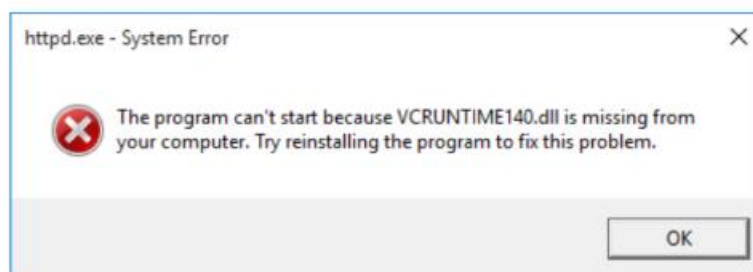 httpd.exe - System Error
The program can't start because VCRUNTIME140.dll is missing from
your computer. Try reinstalling the program to fix this problem.
OK